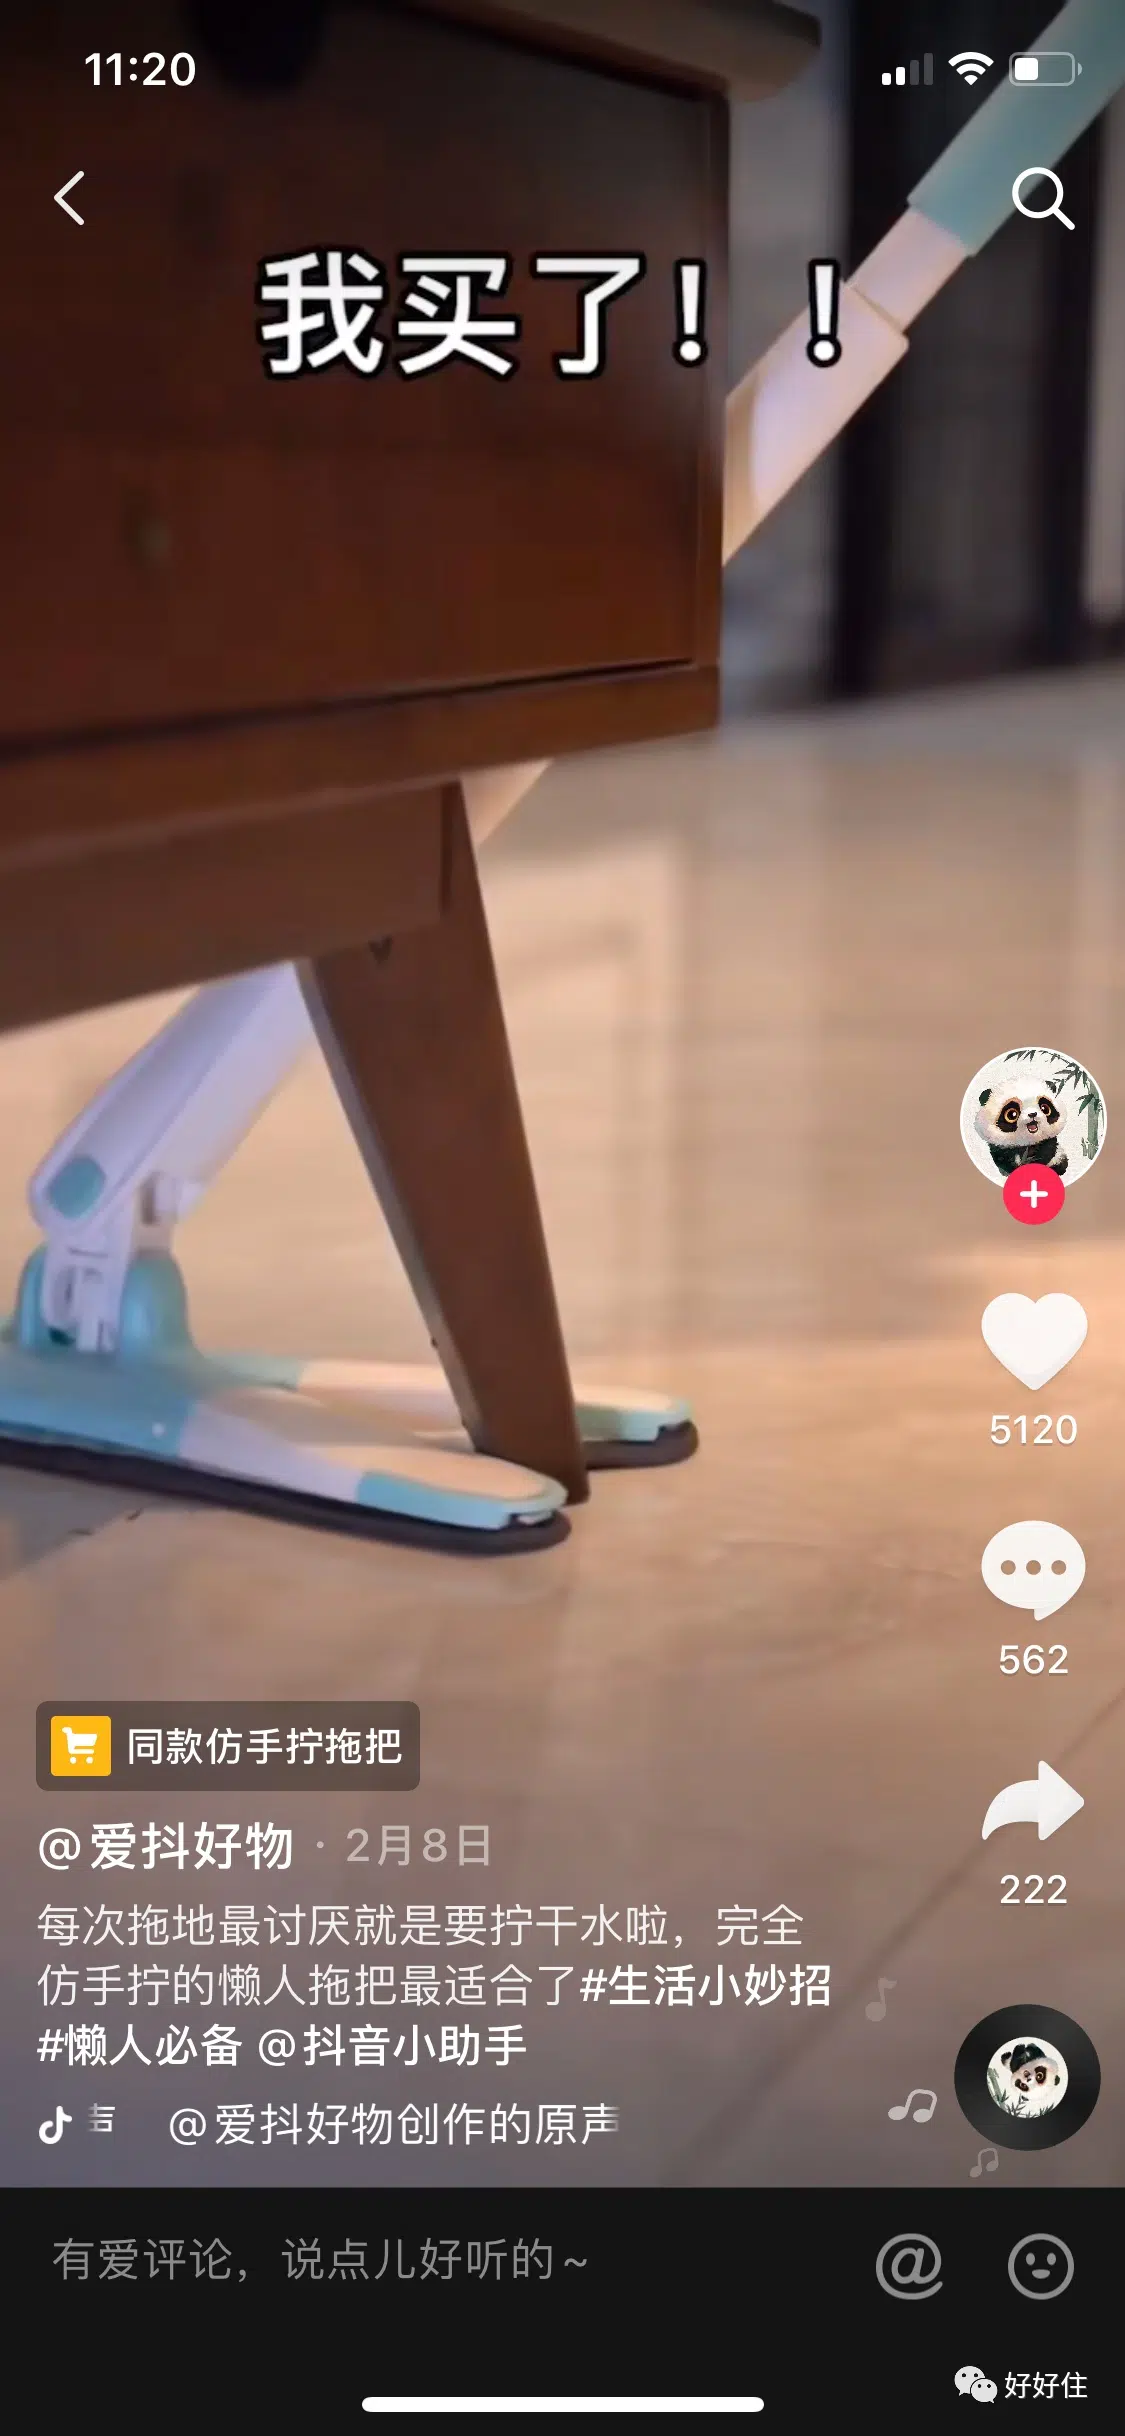 11:20
我买了！！
5120
562
222
同款仿手拧拖把
@爱抖好物 · 2月8日
每次拖地最讨厌就是要拧干水啦，完全
仿手拧的懒人拖把最适合了#生活小妙招
#懒人必备 @抖音小助手
@爱抖好物创作的原声
有爱评论，说点儿好听的~
好好住